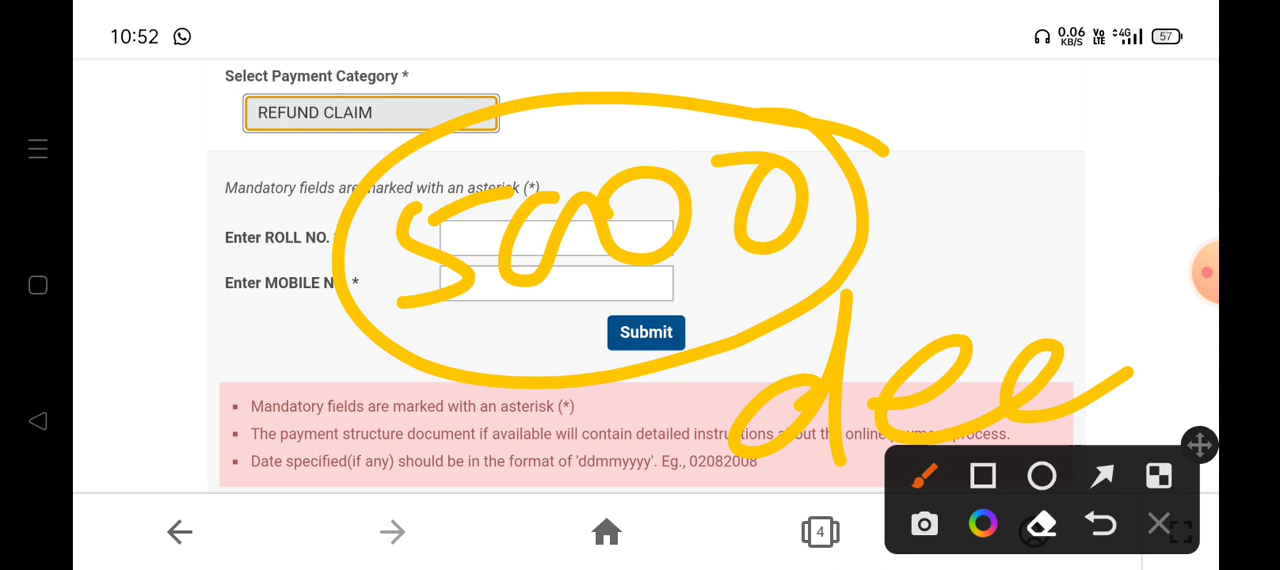 10:52 0.06 KB/S Vo LTE 4G 57
Select Payment Category *
REFUND CLAIM
Mandatory fields are marked with an asterisk (*)
5000
Enter ROLL NO.
Enter MOBILE N *
Submit
dee
Mandatory fields are marked with an asterisk (*)
The payment structure document if available will contain detailed instructions about the online payment process.
Date specified(if any) should be in the format of 'ddmmyyyy'. Eg., 02082008
4